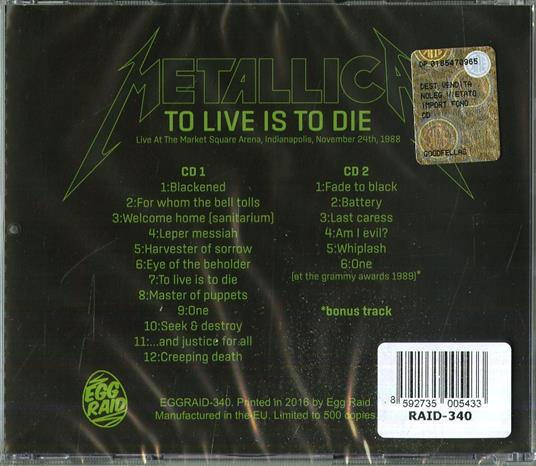 METALLICA
TO LIVE IS TO DIE
Live At The Market Square Arena, Indianapolis, November 24th, 1988
OP 0185470965
DEST. VENDITA
NOLEG. VIETATO
IMPORT FONO
CD
GOODFELLAS
CD 1
1:Blackened
2:For whom the bell tolls
3:Welcome home (sanitarium)
4:Leper messiah
5:Harvester of sorrow
6:Eye of the beholder
7:To live is to die
8:Master of puppets
9:One
10:Seek & destroy
11:...and justice for all
12:Creeping death
CD 2
1:Fade to black
2:Battery
3:Last caress
4:Am I evil?
5:Whiplash
6:One
(at the grammy awards 1989)*
*bonus track
EGG RAID
EGGRAID-340. Printed in 2016 by Egg Raid.
Manufactured in the EU. Limited to 500 copies.
8 592735 005433
RAID-340